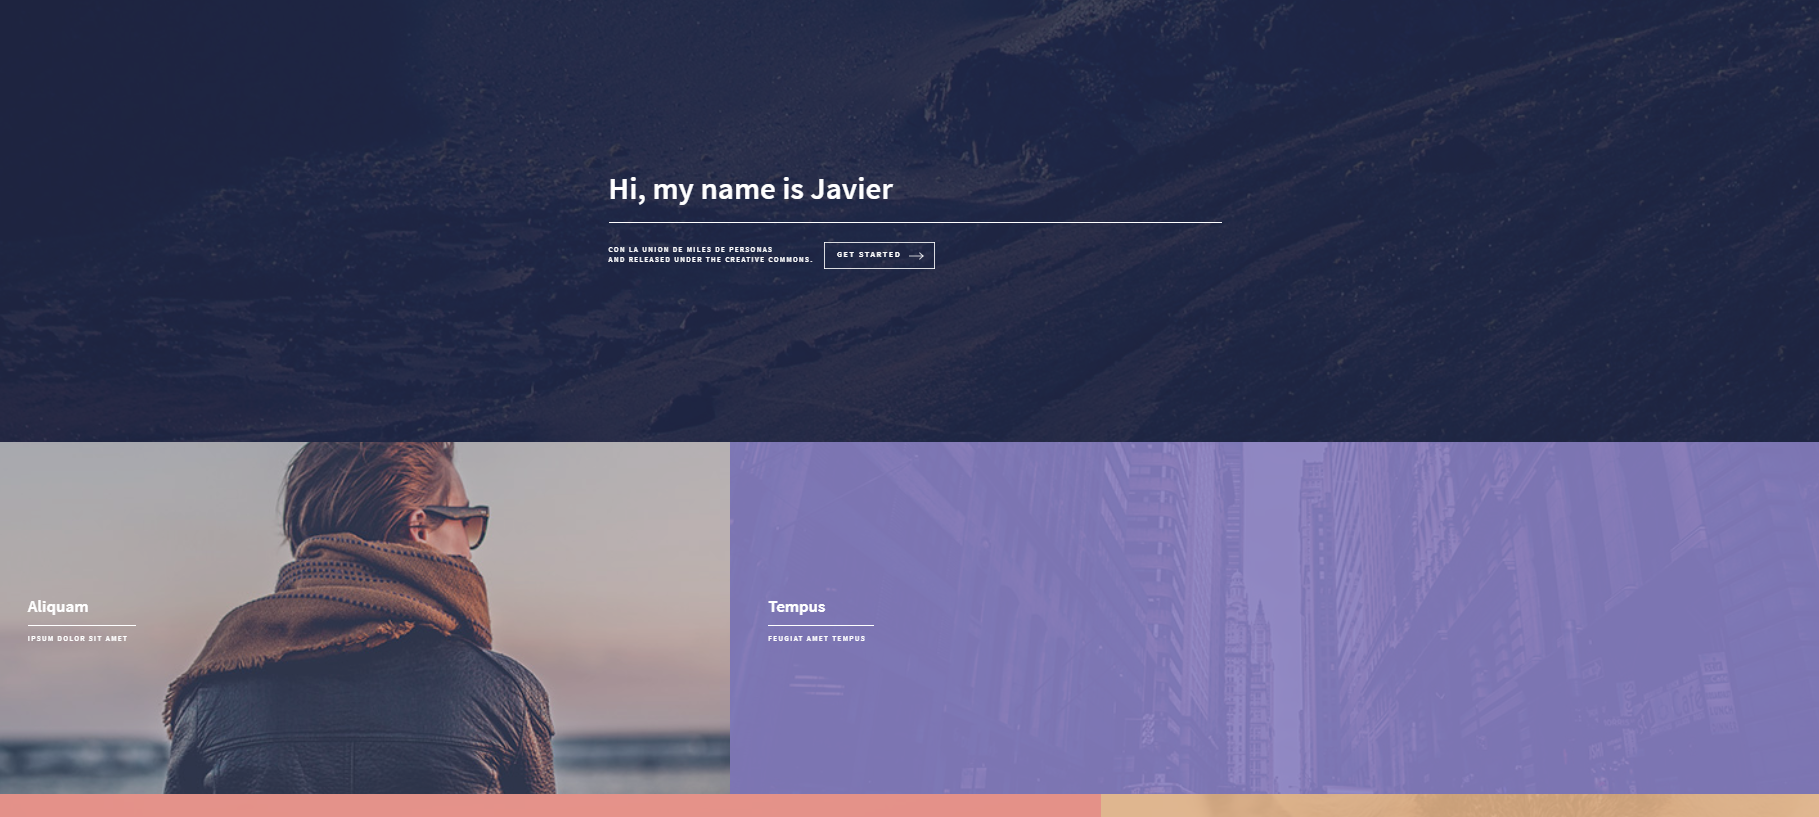 Hi, my name is Javier
CON LA UNION DE MILES DE PERSONAS
AND RELEASED UNDER THE CREATIVE COMMONS.
GET STARTED
Aliquam
IPSUM DOLOR SIT AMET
Tempus
FEUGIAT AMET TEMPUS